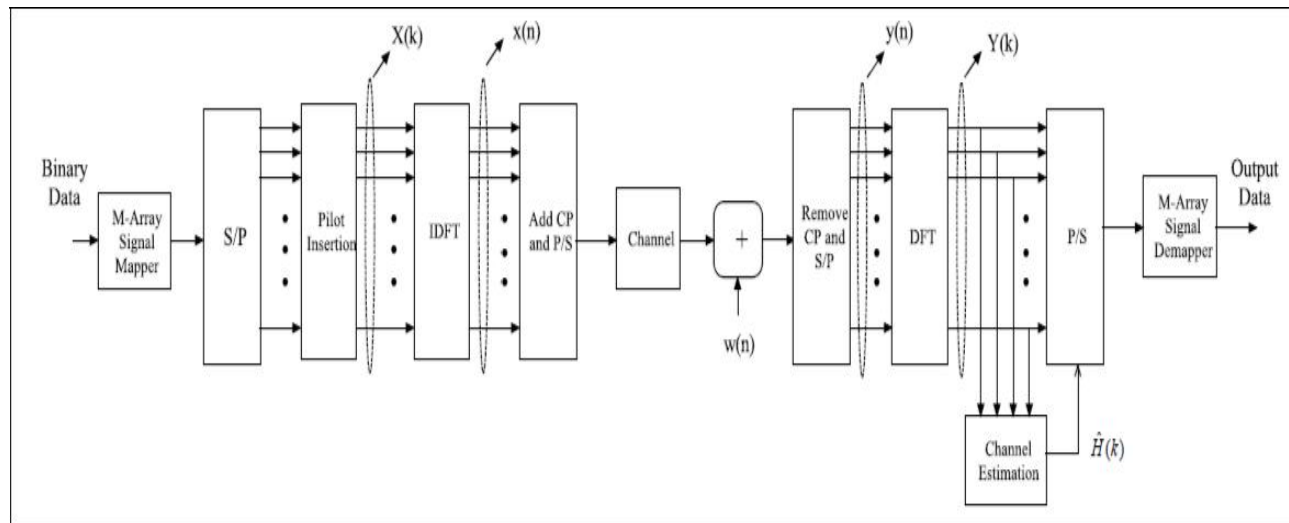 Binary
Data
M-Array
Signal
Mapper
S/P
Pilot
Insertion
X(k)
IDFT
x(n)
Add CP
and P/S
Channel
+
w(n)
Remove
CP and
S/P
y(n)
DFT
Y(k)
P/S
Channel
Estimation
Ĥ(k)
M-Array
Signal
Demapper
Output
Data